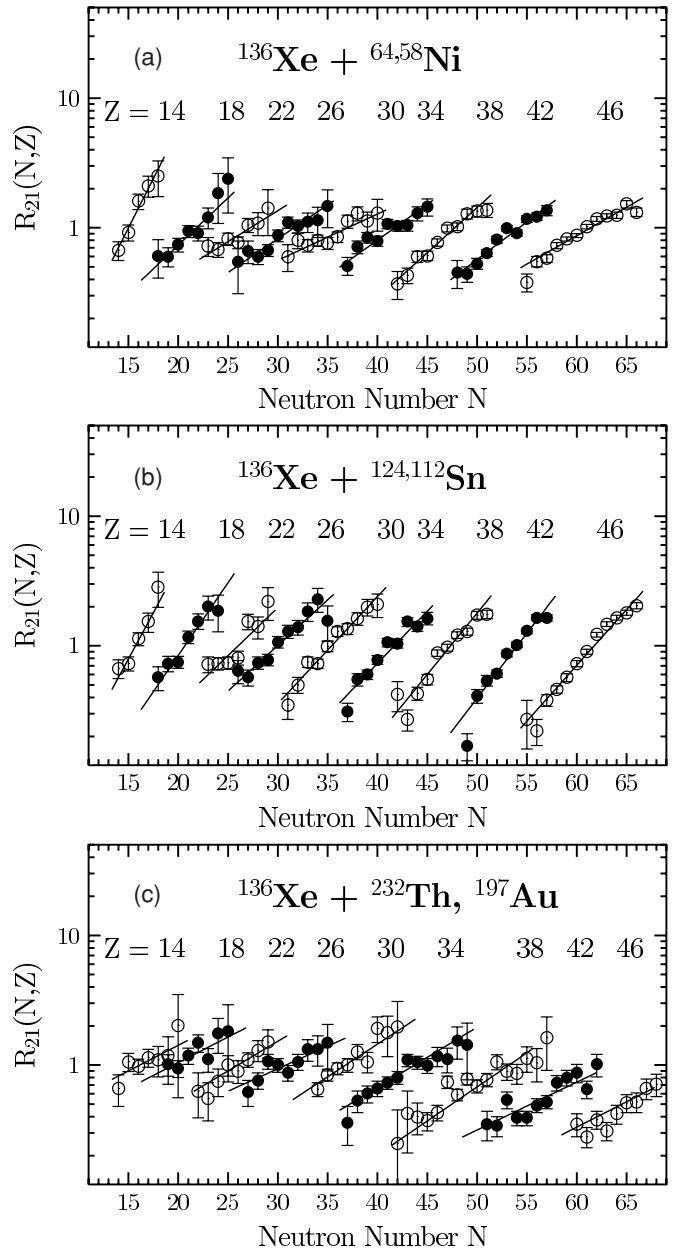 (a) ¹³⁶Xe + ⁶⁴,⁵⁸Ni
Z = 14 18 22 26 30 34 38 42 46
10
1
R₂₁(N,Z)
15 20 25 30 35 40 45 50 55 60 65
Neutron Number N
(b) ¹³⁶Xe + ¹²⁴,¹¹²Sn
Z = 14 18 22 26 30 34 38 42 46
10
1
R₂₁(N,Z)
15 20 25 30 35 40 45 50 55 60 65
Neutron Number N
(c) ¹³⁶Xe + ²³²Th, ¹⁹⁷Au
Z = 14 18 22 26 30 34 38 42 46
10
1
R₂₁(N,Z)
15 20 25 30 35 40 45 50 55 60 65
Neutron Number N